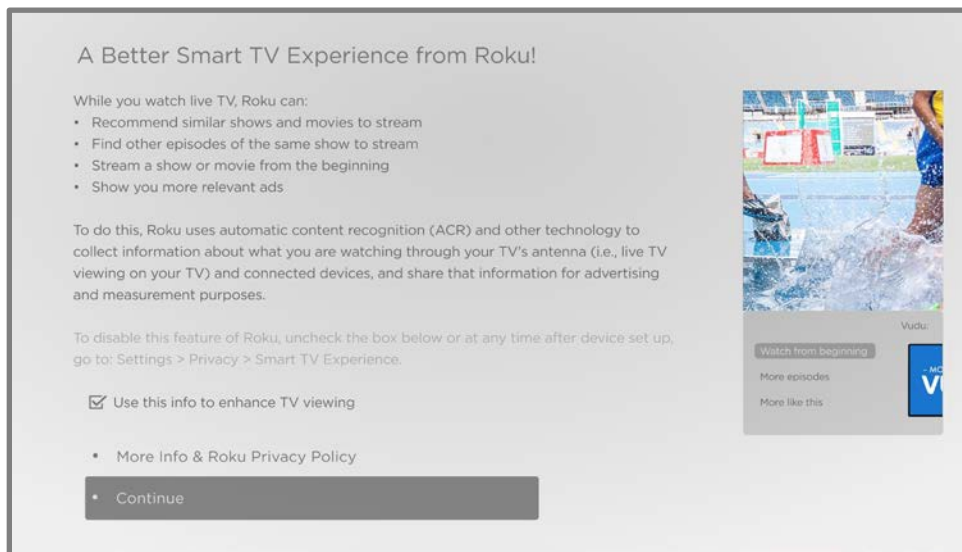 A Better Smart TV Experience from Roku!
While you watch live TV, Roku can:
• Recommend similar shows and movies to stream
• Find other episodes of the same show to stream
• Stream a show or movie from the beginning
• Show you more relevant ads
To do this, Roku uses automatic content recognition (ACR) and other technology to
collect information about what you are watching through your TV's antenna (i.e., live TV
viewing on your TV) and connected devices, and share that information for advertising
and measurement purposes.
To disable this feature of Roku, uncheck the box below or at any time after device set up,
go to: Settings > Privacy > Smart TV Experience.
Use this info to enhance TV viewing
• More Info & Roku Privacy Policy
• Continue
Vudu:
Watch from beginning
More episodes
More like this